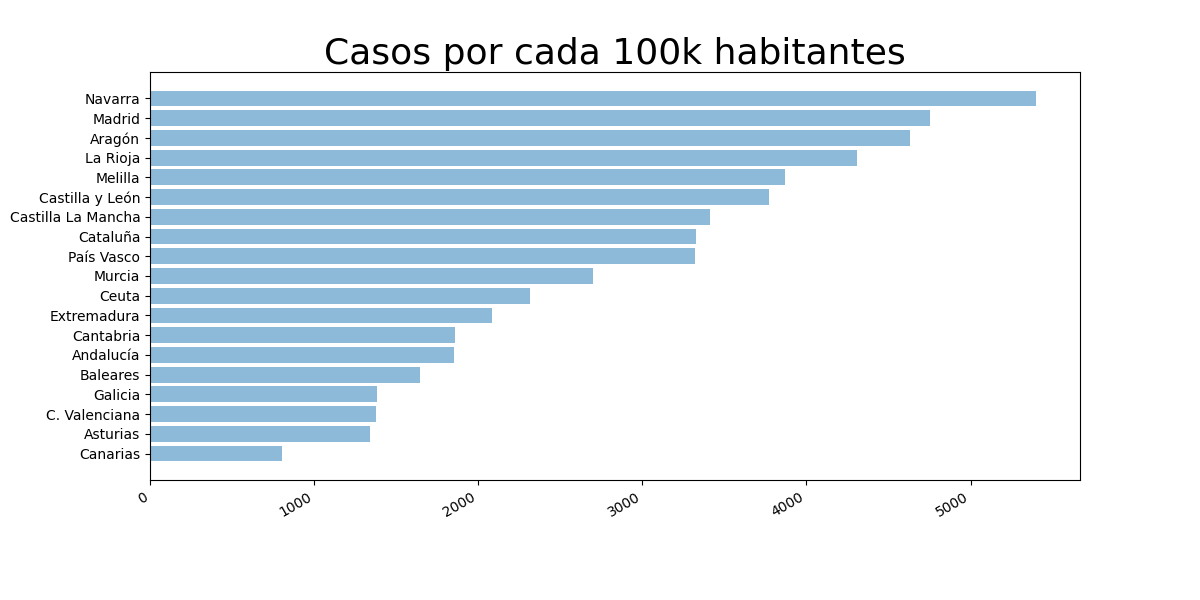 Casos por cada 100k habitantes
Navarra
Madrid
Aragón
La Rioja
Melilla
Castilla y León
Castilla La Mancha
Cataluña
País Vasco
Murcia
Ceuta
Extremadura
Cantabria
Andalucía
Baleares
Galicia
C. Valenciana
Asturias
Canarias
0 1000 2000 3000 4000 5000